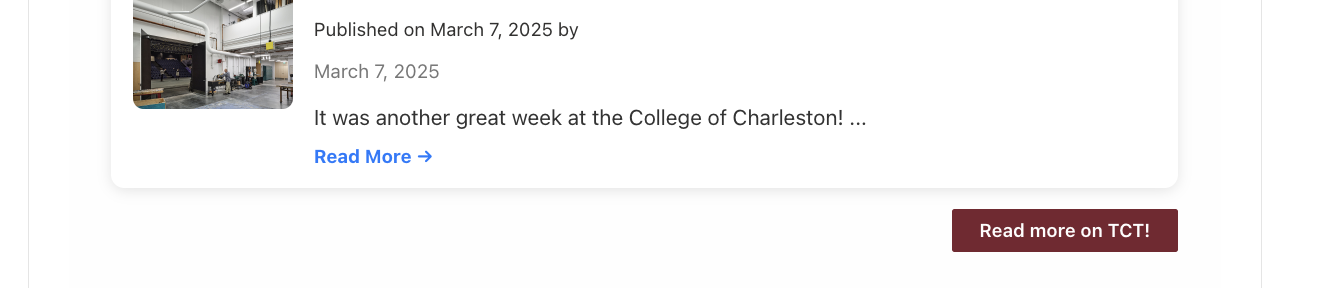 Published on March 7, 2025 by
March 7, 2025
It was another great week at the College of Charleston! ...
Read More →
Read more on TCT!